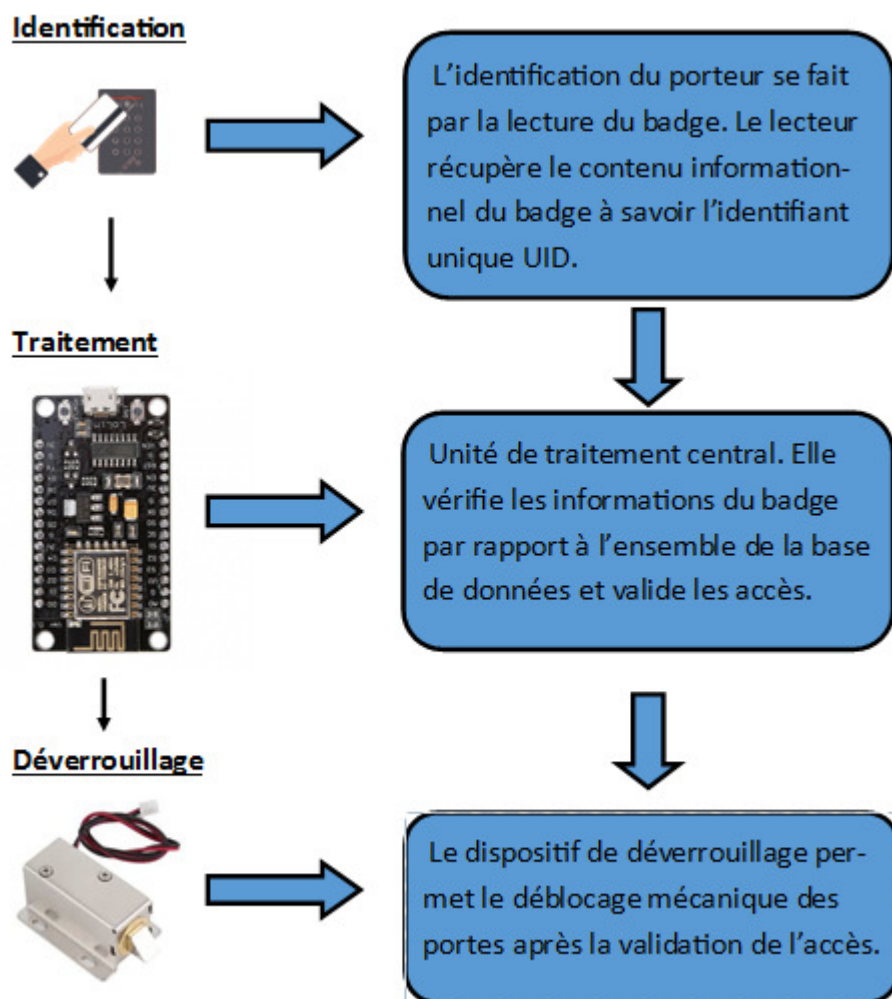 Identification
L'identification du porteur se fait
par la lecture du badge. Le lecteur
récupère le contenu information-
nel du badge à savoir l'identifiant
unique UID.
Traitement
Unité de traitement central. Elle
vérifie les informations du badge
par rapport à l'ensemble de la base
de données et valide les accès.
Déverrouillage
Le dispositif de déverrouillage per-
met le déblocage mécanique des
portes après la validation de l'accès.